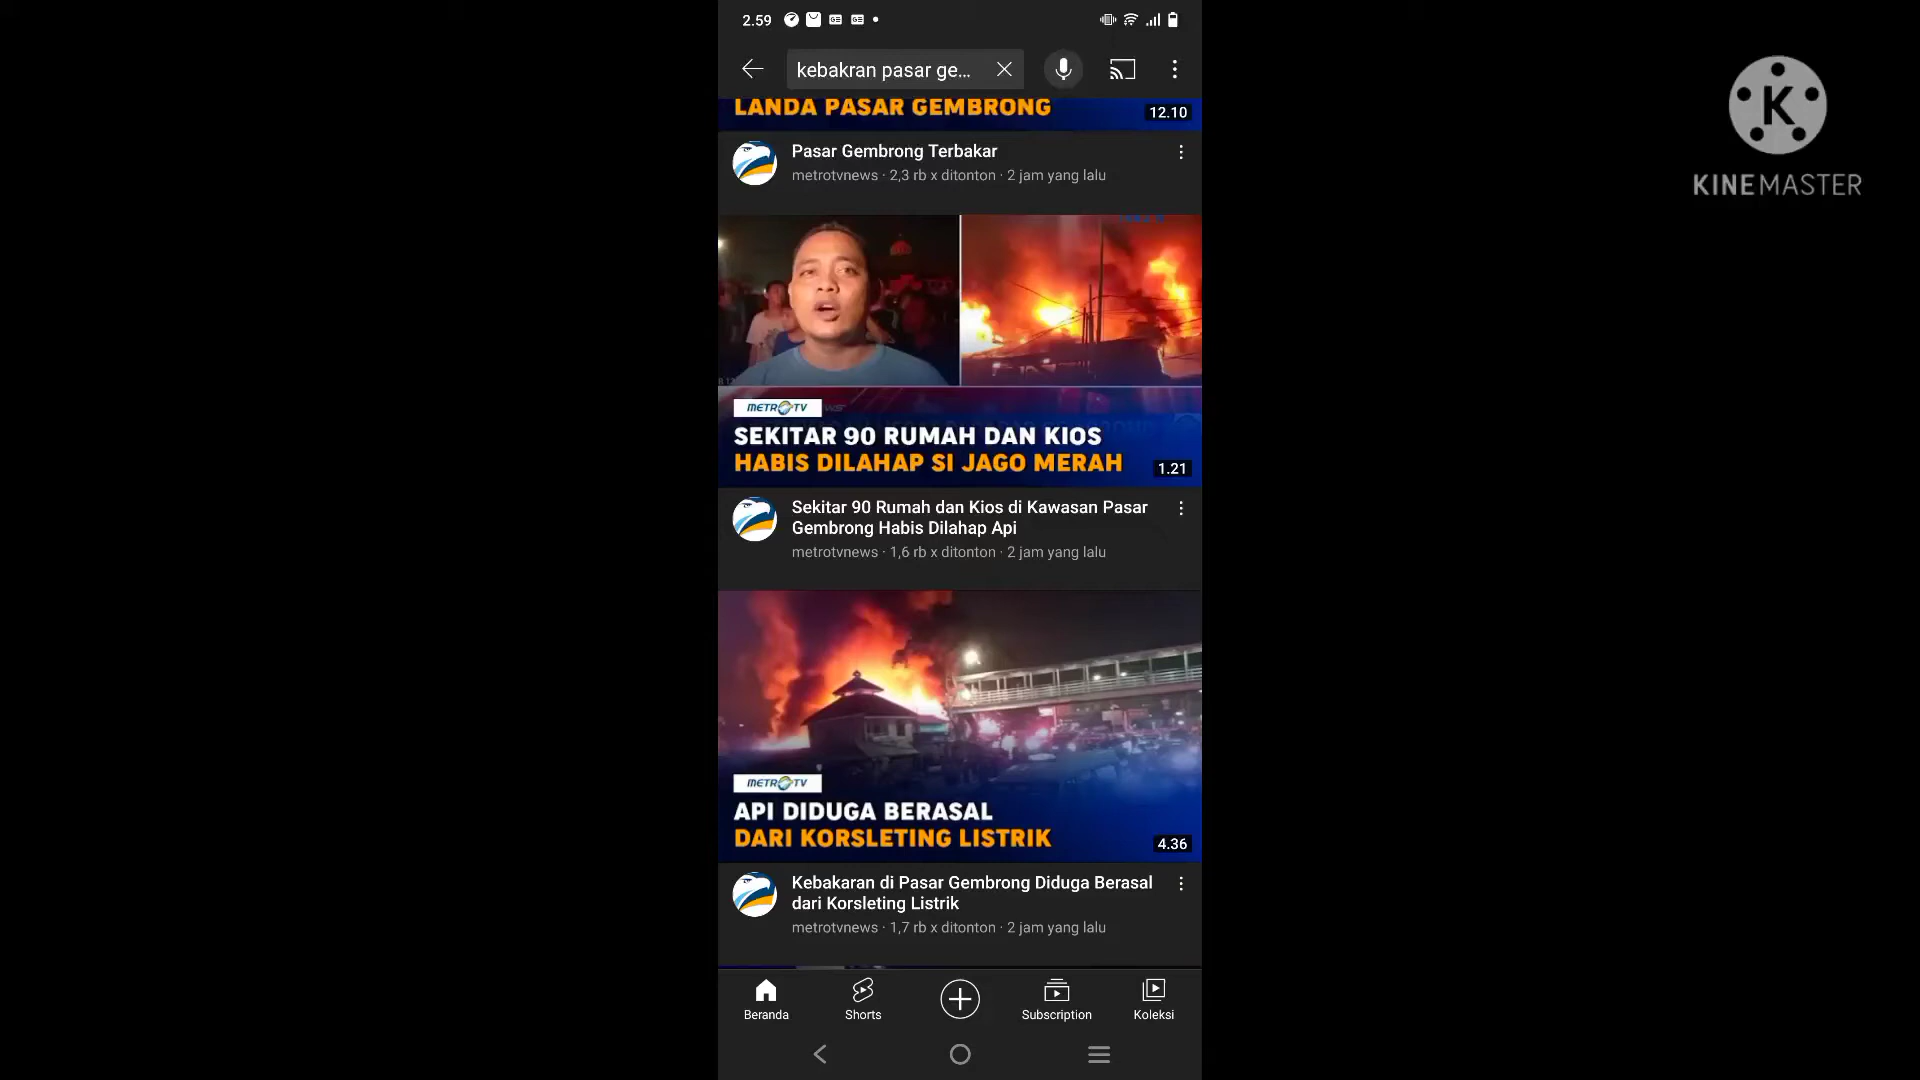 2.59
kebakran pasar ge...
K
KINEMASTER
LANDA PASAR GEMBRONG
12.10
Pasar Gembrong Terbakar
metrotvnews · 2,3 rb x ditonton · 2 jam yang lalu
METRO TV
SEKITAR 90 RUMAH DAN KIOS
HABIS DILAHAP SI JAGO MERAH
1.21
Sekitar 90 Rumah dan Kios di Kawasan Pasar
Gembrong Habis Dilahap Api
metrotvnews · 1,6 rb x ditonton · 2 jam yang lalu
METRO TV
API DIDUGA BERASAL
DARI KORSLETING LISTRIK
4.36
Kebakaran di Pasar Gembrong Diduga Berasal
dari Korsleting Listrik
metrotvnews · 1,7 rb x ditonton · 2 jam yang lalu
Beranda
Shorts
Subscription
Koleksi